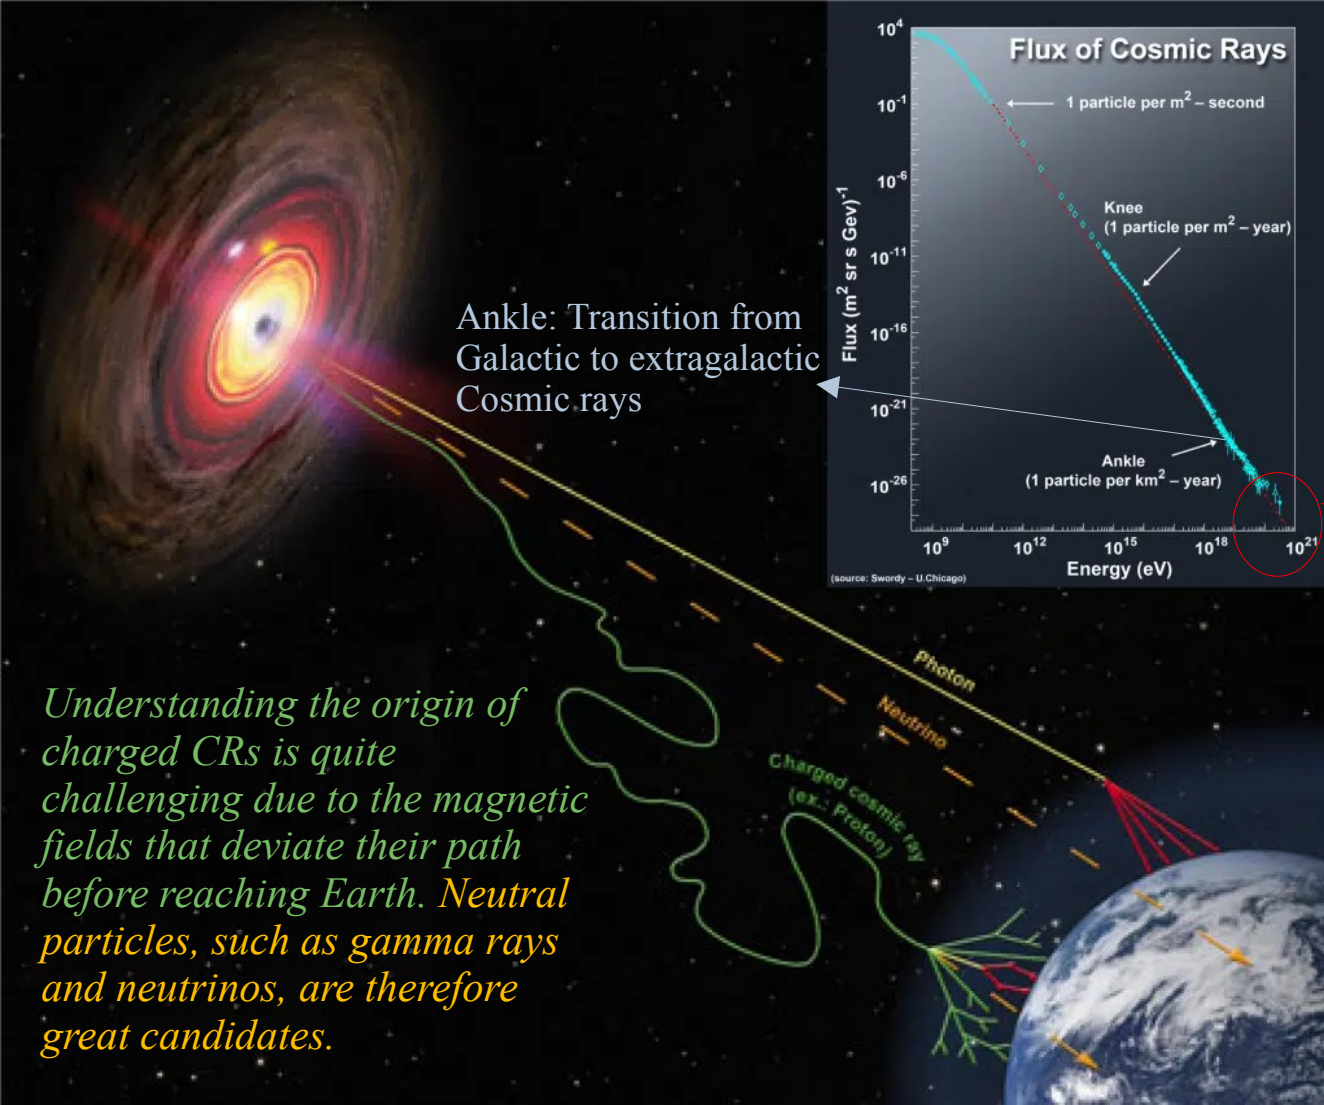 Flux of Cosmic Rays
10⁴
10⁻¹
10⁻⁶
10⁻¹¹
10⁻¹⁶
10⁻²¹
10⁻²⁶
Flux (m² sr s Gev)⁻¹
1 particle per m² – second
Knee
(1 particle per m² – year)
Ankle
(1 particle per km² – year)
10⁹
10¹²
10¹⁵
10¹⁸
10²¹
Energy (eV)
(source: Swordy – U.Chicago)
Ankle: Transition from
Galactic to extragalactic
Cosmic rays
Photon
Neutrino
Charged cosmic ray
(ex.: Proton)
Understanding the origin of
charged CRs is quite
challenging due to the magnetic
fields that deviate their path
before reaching Earth. Neutral
particles, such as gamma rays
and neutrinos, are therefore
great candidates.